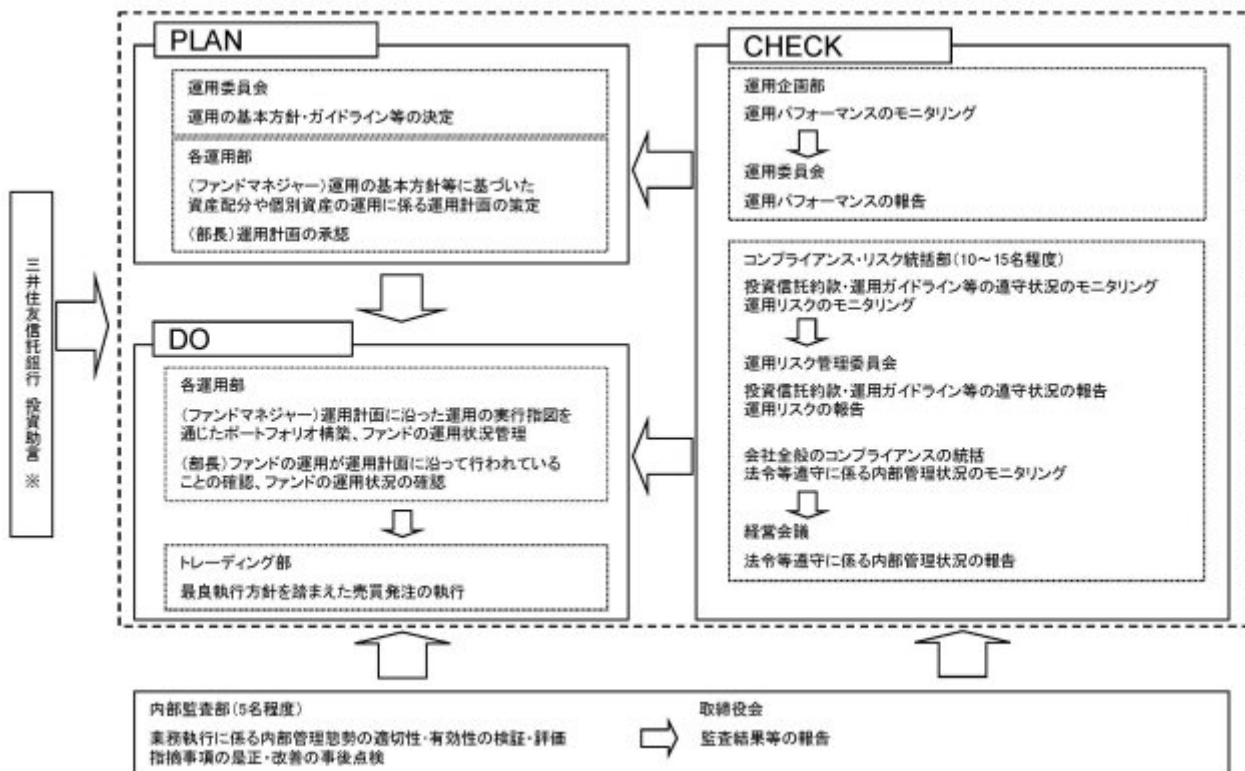 三井住友信託銀行 投資助言 ※
PLAN
運用委員会
運用の基本方針・ガイドライン等の決定
各運用部
(ファンドマネジャー)運用の基本方針等に基づいた
資産配分や個別資産の運用に係る運用計画の策定
(部長)運用計画の承認
DO
各運用部
(ファンドマネジャー)運用計画に沿った運用の実行指図を
通じたポートフォリオ構築、ファンドの運用状況管理
(部長)ファンドの運用が運用計画に沿って行われている
ことの確認、ファンドの運用状況の確認
トレーディング部
最良執行方針を踏まえた売買発注の執行
CHECK
運用企画部
運用パフォーマンスのモニタリング
運用委員会
運用パフォーマンスの報告
コンプライアンス・リスク統括部(10~15名程度)
投資信託約款・運用ガイドライン等の遵守状況のモニタリング
運用リスクのモニタリング
運用リスク管理委員会
投資信託約款・運用ガイドライン等の遵守状況の報告
運用リスクの報告
会社全般のコンプライアンスの統括
法令等遵守に係る内部管理状況のモニタリング
経営会議
法令等遵守に係る内部管理状況の報告
内部監査部(5名程度)
業務執行に係る内部管理態勢の適切性・有効性の検証・評価
指摘事項の是正・改善の事後点検
取締役会
監査結果等の報告